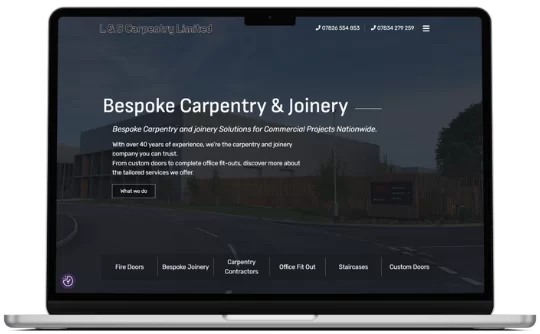 L & S Carpentry Limited
07826 554 053 07834 279 259
Bespoke Carpentry & Joinery
Bespoke Carpentry and joinery Solutions for Commercial Projects Nationwide.
With over 40 years of experience, we're the carpentry and joinery
company you can trust.
From custom doors to complete office fit-outs, discover more about
the tailored services we offer.
What we do
Fire Doors
Bespoke Joinery
Carpentry
Contractors
Office Fit Out
Staircases
Custom Doors